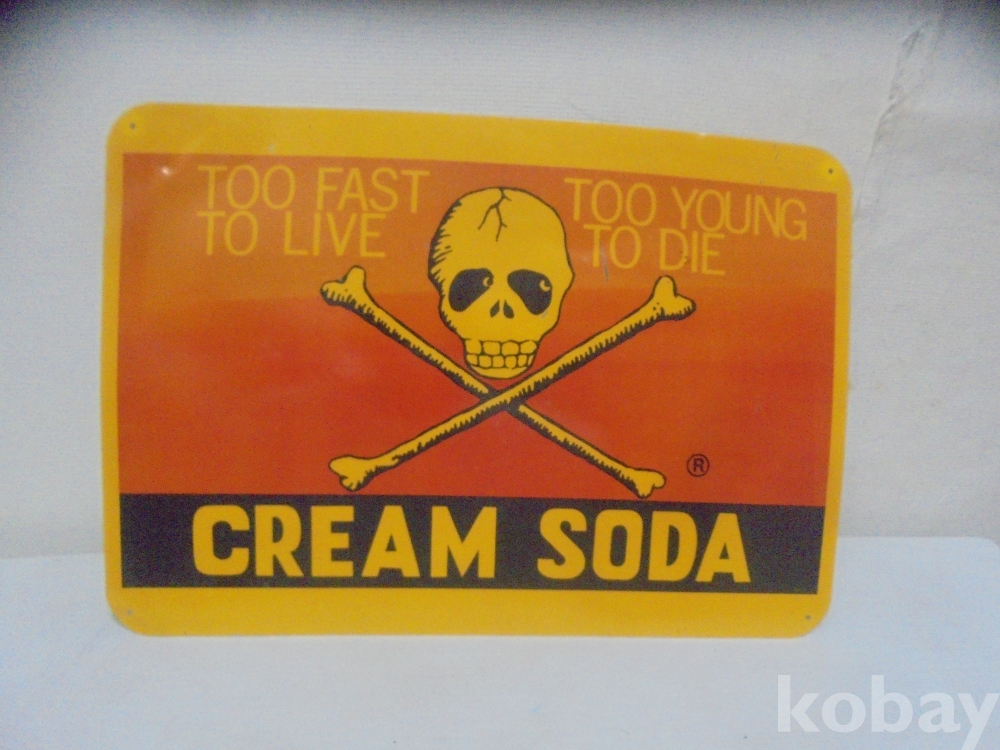 TOO FAST
TO LIVE
TOO YOUNG
TO DIE
®
CREAM SODA
kobay